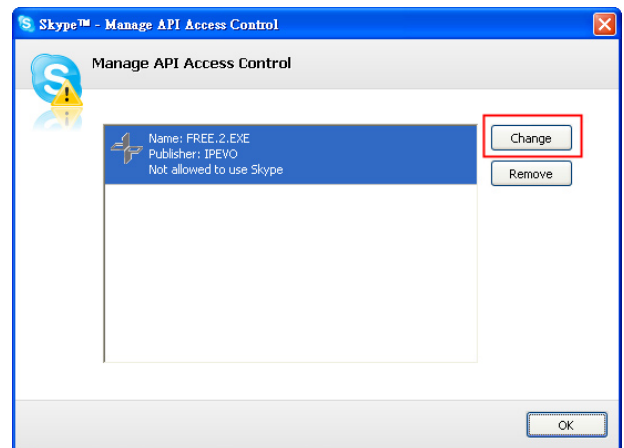 Skype™ - Manage API Access Control
Manage API Access Control
Name: FREE.2.EXE
Publisher: IPEVO
Not allowed to use Skype
Change
Remove
OK